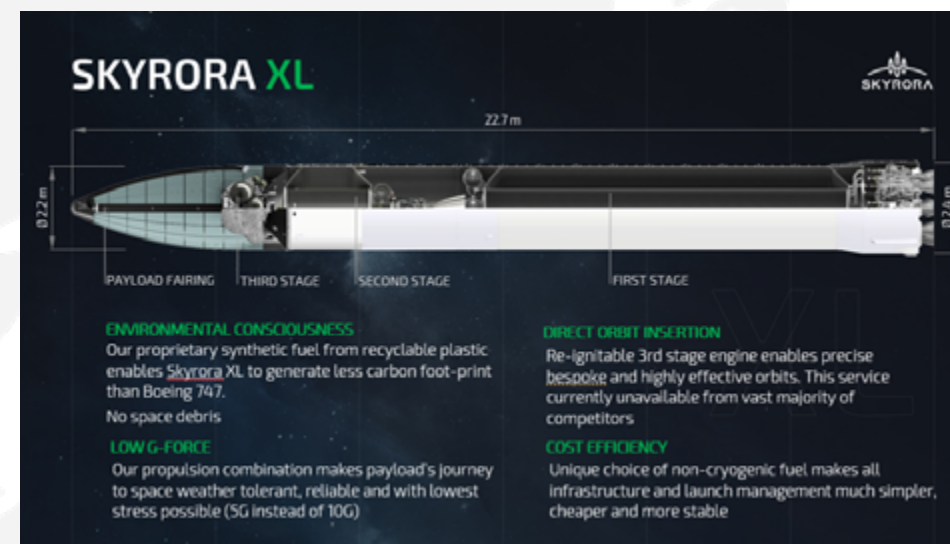 SKYRORA XL
SKYRORA
22.7 m
Ø 2.2 m
PAYLOAD FAIRING
THIRD STAGE
SECOND STAGE
FIRST STAGE
ENVIRONMENTAL CONSCIOUSNESS
Our proprietary synthetic fuel from recyclable plastic
enables Skyrora XL to generate less carbon foot-print
than Boeing 747.
No space debris
LOW G-FORCE
Our propulsion combination makes payload's journey
to space weather tolerant, reliable and with lowest
stress possible (5G instead of 10G)
DIRECT ORBIT INSERTION
Re-ignitable 3rd stage engine enables precise
bespoke and highly effective orbits. This service
currently unavailable from vast majority of
competitors
COST EFFICIENCY
Unique choice of non-cryogenic fuel makes all
infrastructure and launch management much simpler,
cheaper and more stable
XL